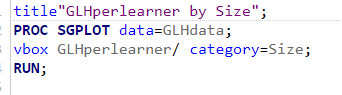 title"GLHperlearner by Size";
PROC SGPLOT data=GLHdata;
vbox GLHperlearner/ category=Size;
RUN;